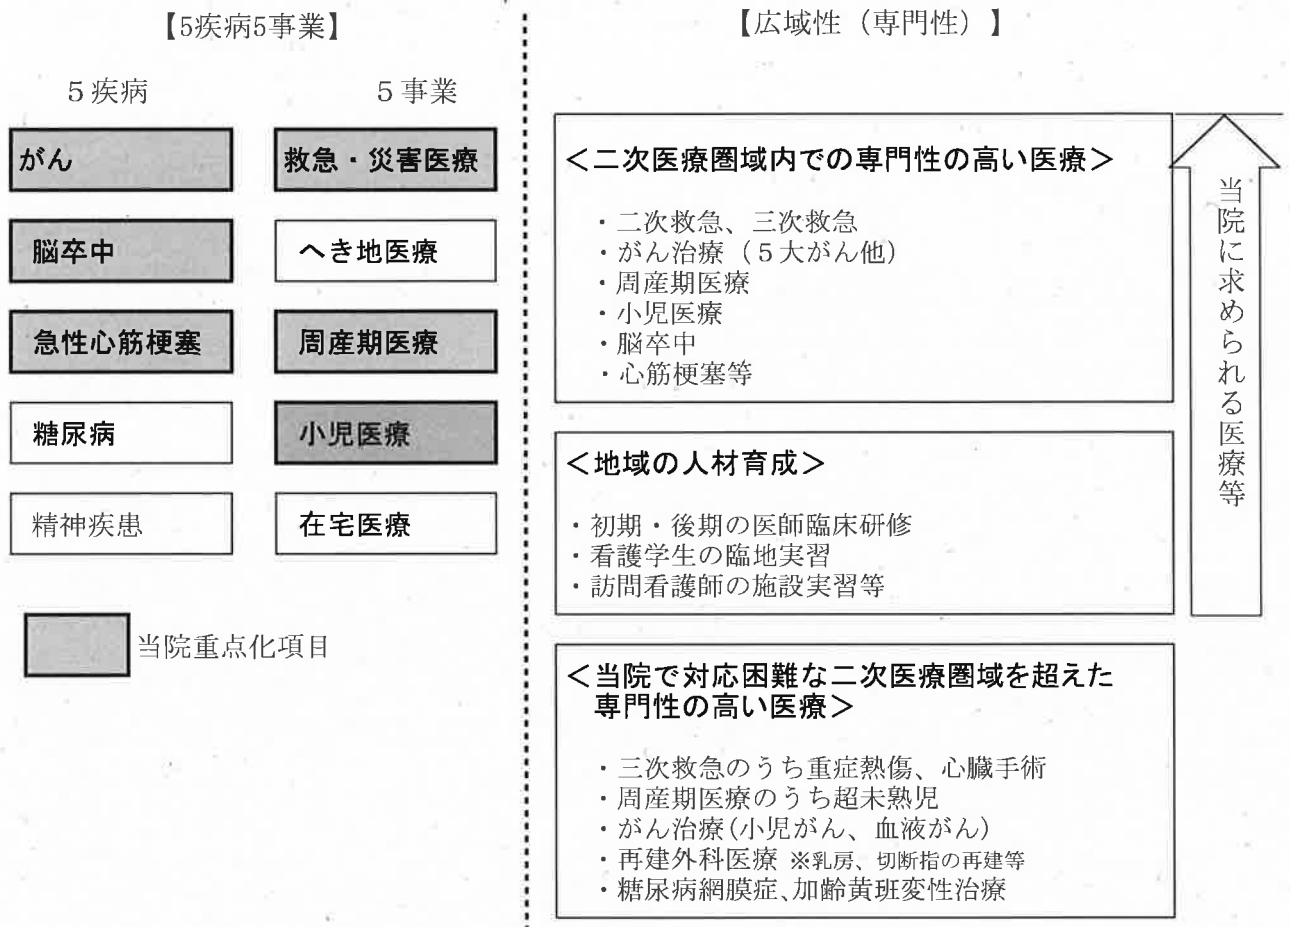 【5疾病5事業】
5疾病
5事業
がん
救急・災害医療
脳卒中
へき地医療
急性心筋梗塞
周産期医療
糖尿病
小児医療
精神疾患
在宅医療
当院重点化項目
【広域性（専門性）】
＜二次医療圏域内での専門性の高い医療＞
・二次救急、三次救急
・がん治療（5大がん他）
・周産期医療
・小児医療
・脳卒中
・心筋梗塞等
＜地域の人材育成＞
・初期・後期の医師臨床研修
・看護学生の臨地実習
・訪問看護師の施設実習等
＜当院で対応困難な二次医療圏域を超えた
専門性の高い医療＞
・三次救急のうち重症熱傷、心臓手術
・周産期医療のうち超未熟児
・がん治療(小児がん、血液がん)
・再建外科医療 ※乳房、切断指の再建等
・糖尿病網膜症、加齢黄斑変性治療
当院に求められる医療等